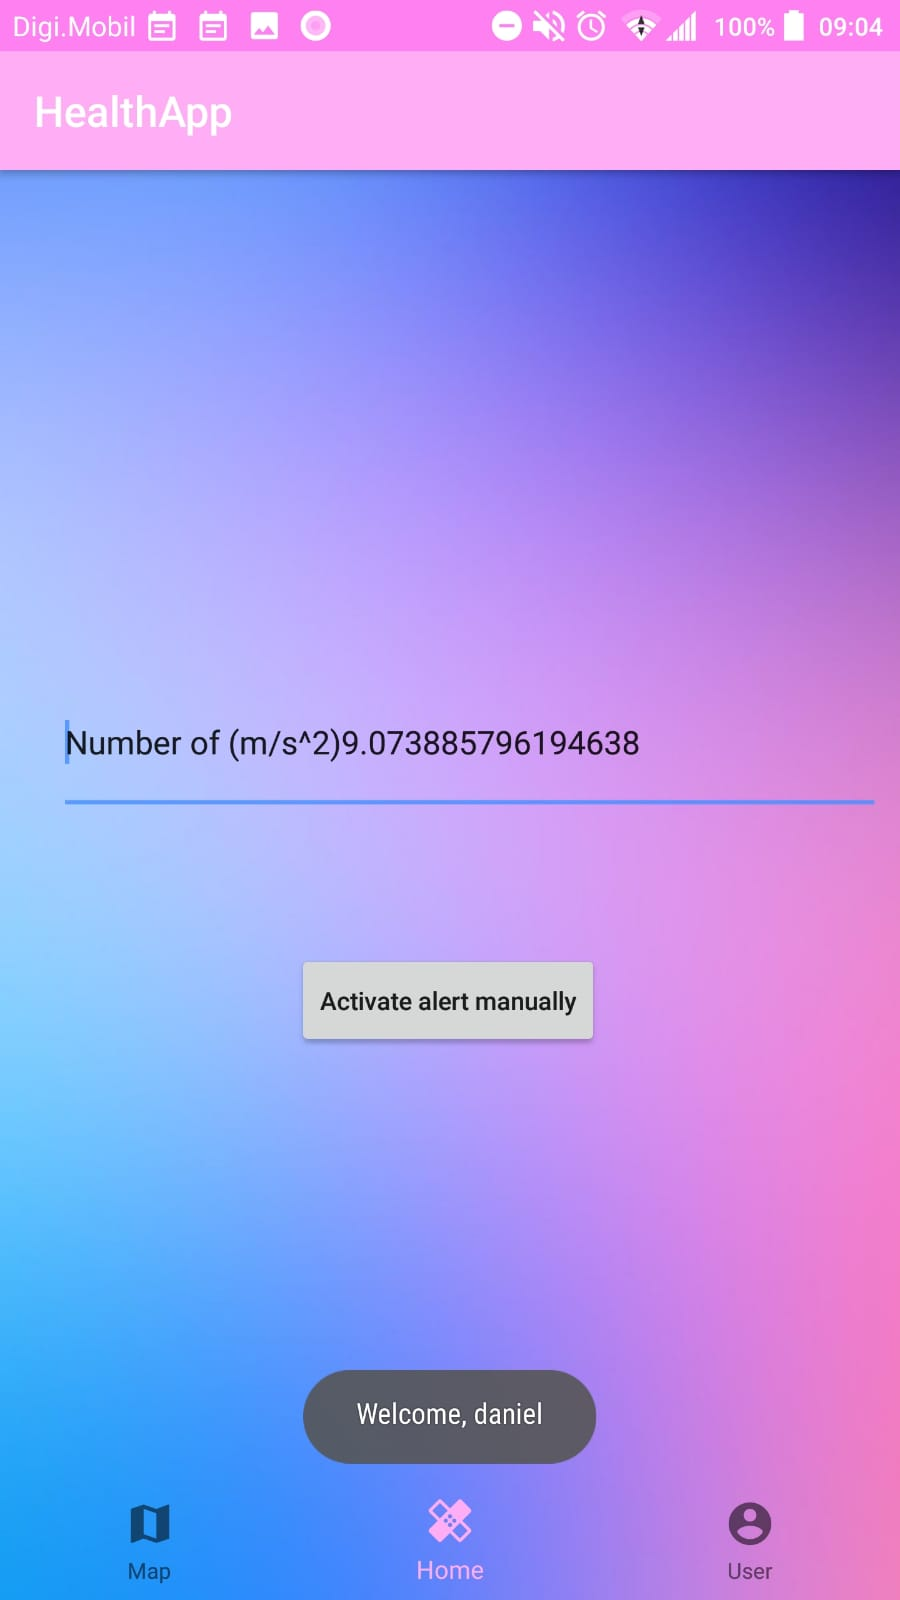 Digi.Mobil 100% 09:04
HealthApp
Number of (m/s^2)9.073885796194638
Activate alert manually
Welcome, daniel
Map Home User